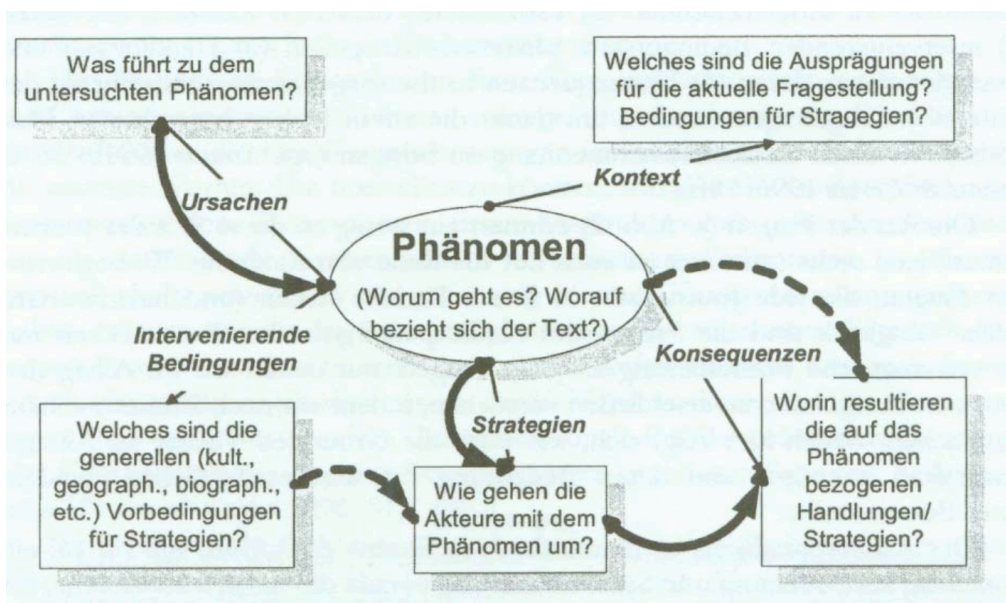 Was führt zu dem
untersuchten Phänomen?
Welches sind die Ausprägungen
für die aktuelle Fragestellung?
Bedingungen für Stragegien?
Ursachen
Kontext
Phänomen
(Worum geht es? Worauf
bezieht sich der Text?)
Intervenierende
Bedingungen
Konsequenzen
Strategien
Welches sind die
generellen (kult.,
geograph., biograph.,
etc.) Vorbedingungen
für Strategien?
Wie gehen die
Akteure mit dem
Phänomen um?
Worin resultieren
die auf das
Phänomen
bezogenen
Handlungen/
Strategien?